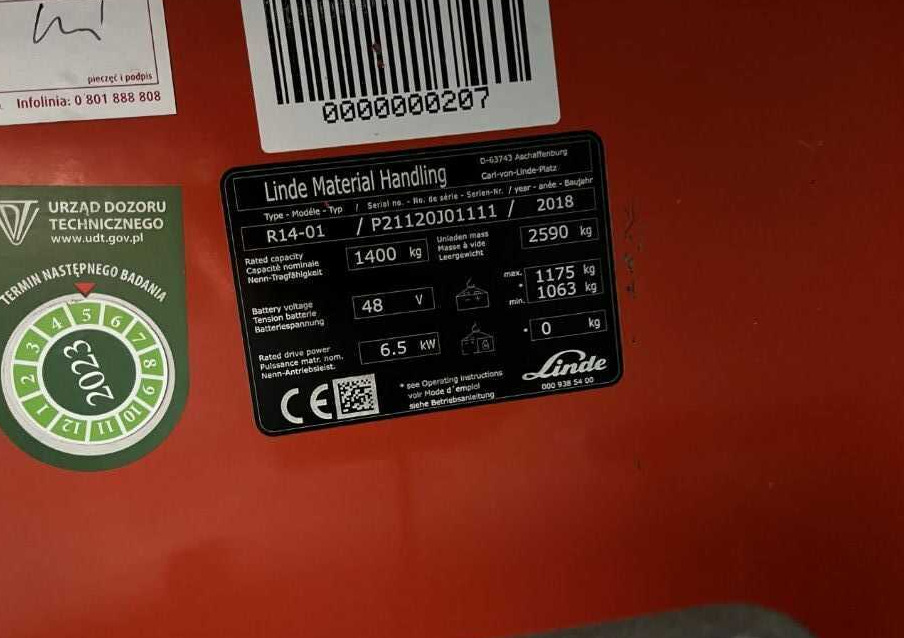 pieczęć i podpis
Infolinia: 0 801 888 808
0000000207
URZĄD DOZORU
TECHNICZNEGO
www.udt.gov.pl
TERMIN NASTĘPNEGO BADANIA
1 2 3 4 5 6 7 8 9 10 11 12
2023
Linde Material Handling
D-63743 Aschaffenburg
Carl-von-Linde-Platz
Type - Modéle - Typ / Serial no. - No. de série - Serien-Nr. / year - anée - Baujahr
R14-01 / P21120J01111 / 2018
Rated capacity
Capacité nominale
Nenn-Tragfähigkeit
1400 kg
Unladen mass
Masse à vide
Leergewicht
2590 kg
Battery voltage
Tension batterie
Batteriespannung
48 V
max. 1175 kg
*
min. 1063 kg
Rated drive power
Puissance matr. nom.
Nenn-Antriebsleist.
6.5 kW
* 0 kg
CE
* see Operating Instructions
voir Mode d'emploi
siehe Betriebsanleitung
Linde
000 938 54 00